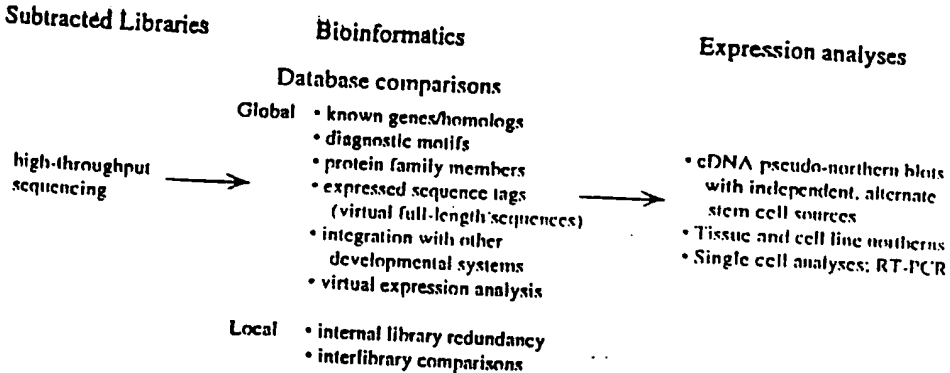 Subtracted Libraries
Bioinformatics
Expression analyses
Database comparisons
Global • known genes/homologs
• diagnostic motifs
• protein family members
• expressed sequence tags
(virtual full-length sequences)
• integration with other
developmental systems
• virtual expression analysis
Local • internal library redundancy
• interlibrary comparisons
high-throughput
sequencing
• cDNA pseudo-northern blots
with independent, alternate
stem cell sources
• Tissue and cell line northerns
• Single cell analyses; RT-PCR